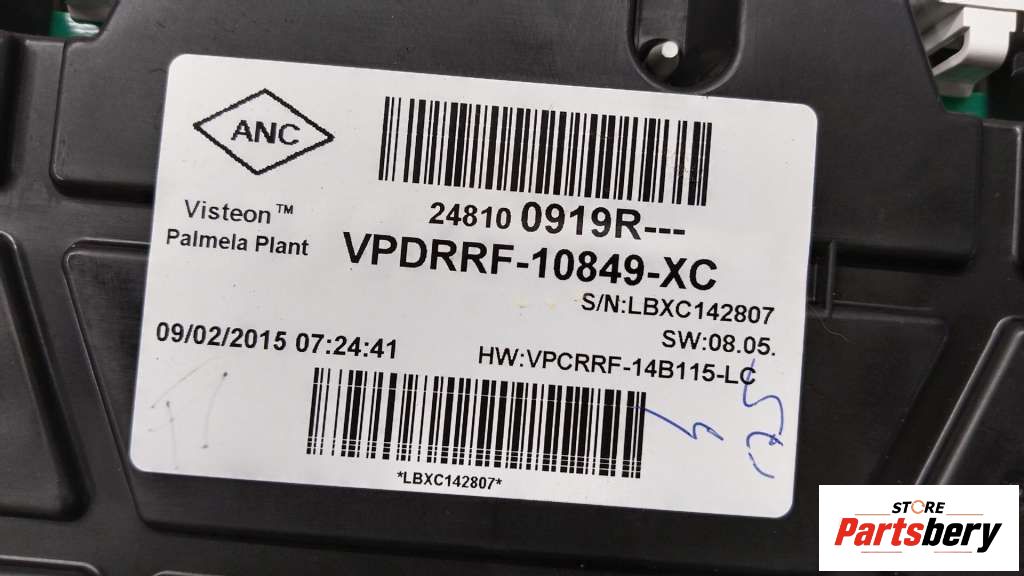 ANC
Visteon™
Palmela Plant
24810 0919R---
VPDRRF-10849-XC
S/N:LBXC142807
SW:08.05.
09/02/2015 07:24:41
HW:VPCRRF-14B115-LC
*LBXC142807*
STORE
Partsbery